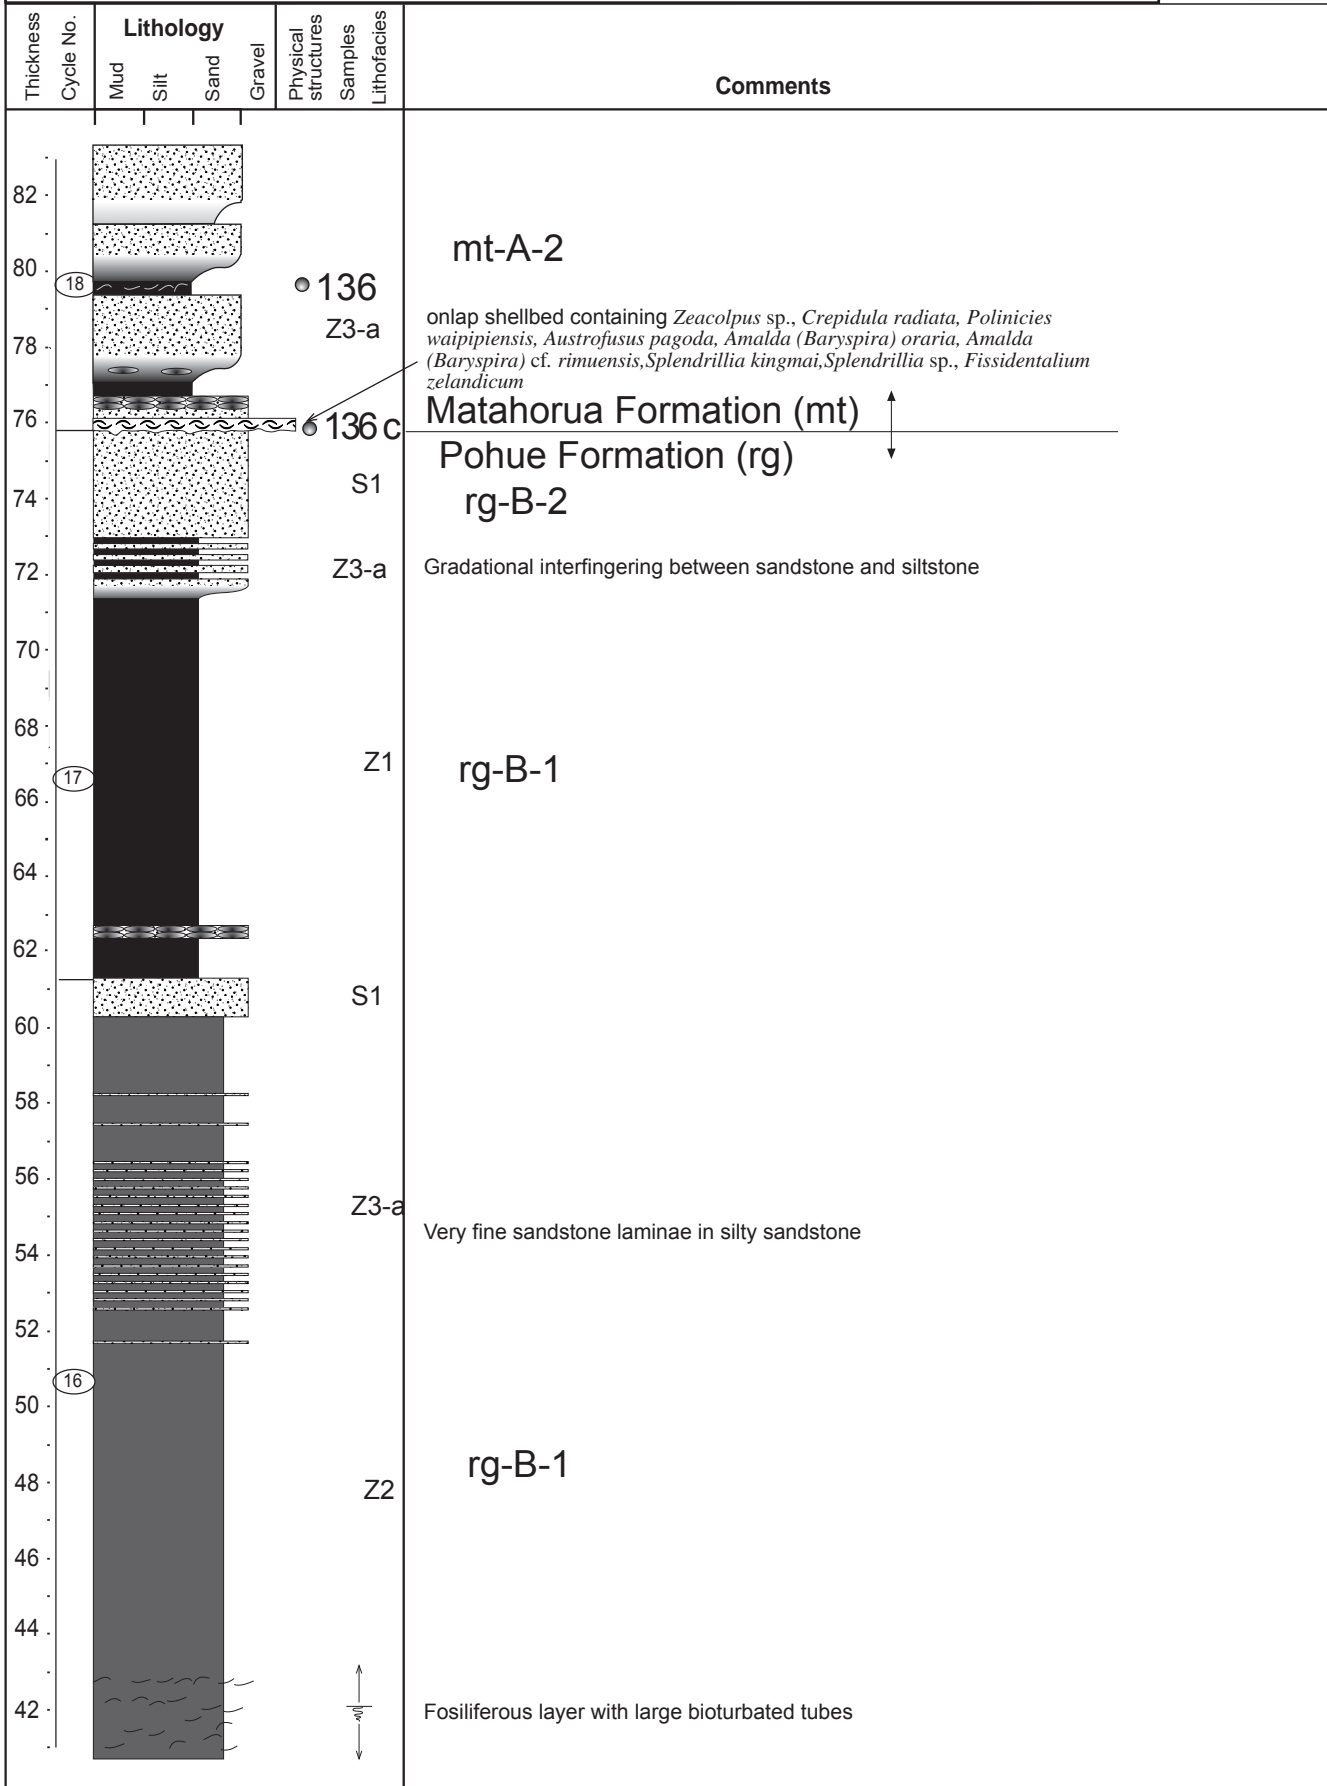 Thickness
Cycle No.
Lithology
Mud
Silt
Sand
Gravel
Physical
structures
Samples
Lithofacies
Comments
82
mt-A-2
80
18
136
Z3-a
onlap shellbed containing Zeacolpus sp., Crepidula radiata, Polinicies
waipipiensis, Austrofusus pagoda, Amalda (Baryspira) oraria, Amalda
(Baryspira) cf. rimuensis,Splendrillia kingmai,Splendrillia sp., Fissidentalium
zelandicum
78
76
136 c
Matahorua Formation (mt)
Pohue Formation (rg)
S1
rg-B-2
74
72
Z3-a
Gradational interfingering between sandstone and siltstone
70
68
Z1
rg-B-1
17
66
64
62
S1
60
58
56
Z3-a
Very fine sandstone laminae in silty sandstone
54
52
16
50
rg-B-1
48
Z2
46
44
42
Fosiliferous layer with large bioturbated tubes